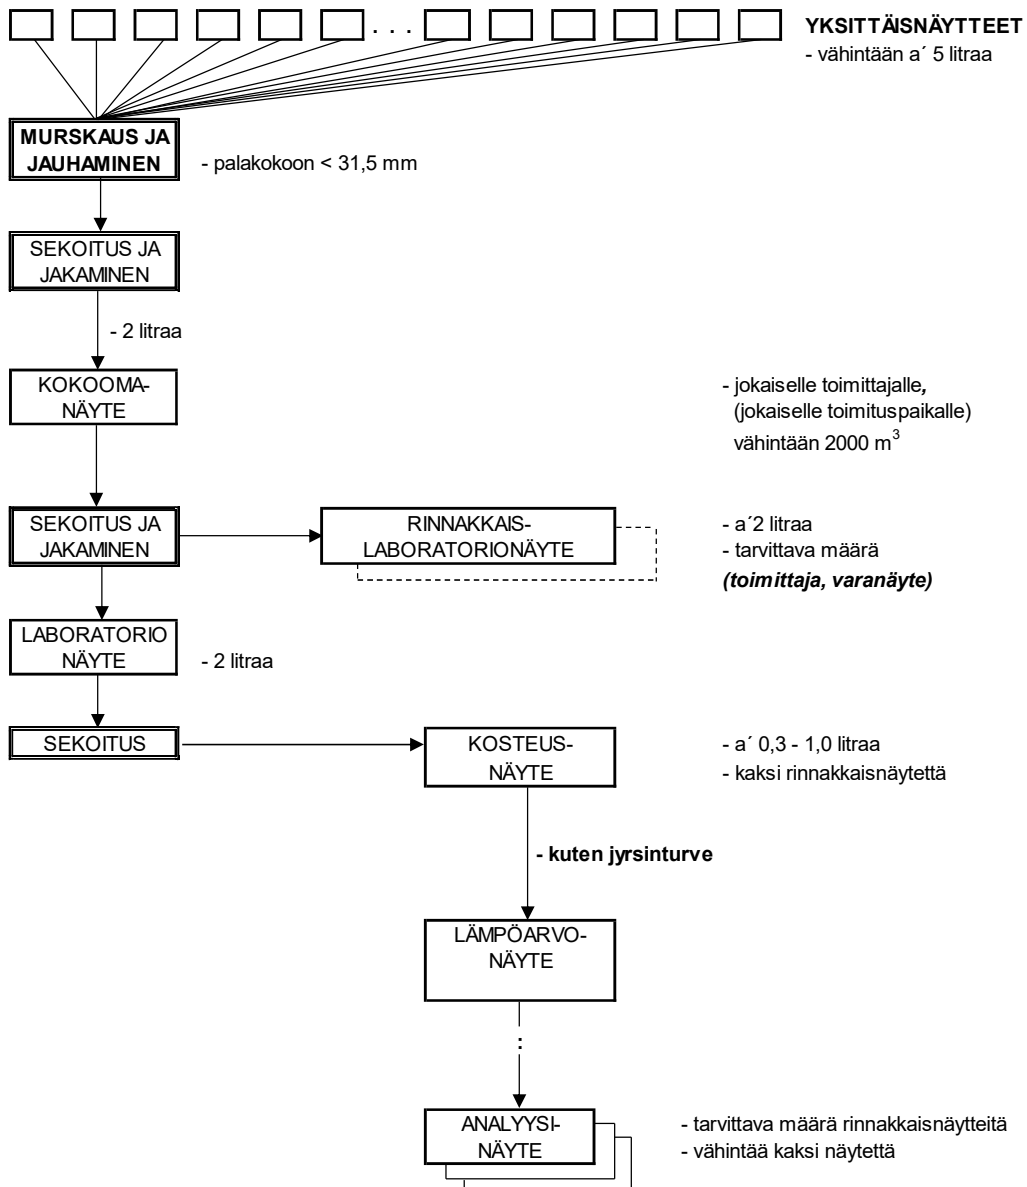 . . .
YKSITTÄISNÄYTTEET
- vähintään a´ 5 litraa
MURSKAUS JA
JAUHAMINEN
- palakokoon < 31,5 mm
SEKOITUS JA
JAKAMINEN
- 2 litraa
KOKOOMA-
NÄYTE
- jokaiselle toimittajalle,
(jokaiselle toimituspaikalle)
vähintään 2000 m³
SEKOITUS JA
JAKAMINEN
RINNAKKAIS-
LABORATORIONÄYTE
- a´2 litraa
- tarvittava määrä
(toimittaja, varanäyte)
LABORATORIO
NÄYTE
- 2 litraa
SEKOITUS
KOSTEUS-
NÄYTE
- a´ 0,3 - 1,0 litraa
- kaksi rinnakkaisnäytettä
- kuten jyrsinturve
LÄMPÖARVO-
NÄYTE
:
ANALYYSI-
NÄYTE
- tarvittava määrä rinnakkaisnäytteitä
- vähintää kaksi näytettä